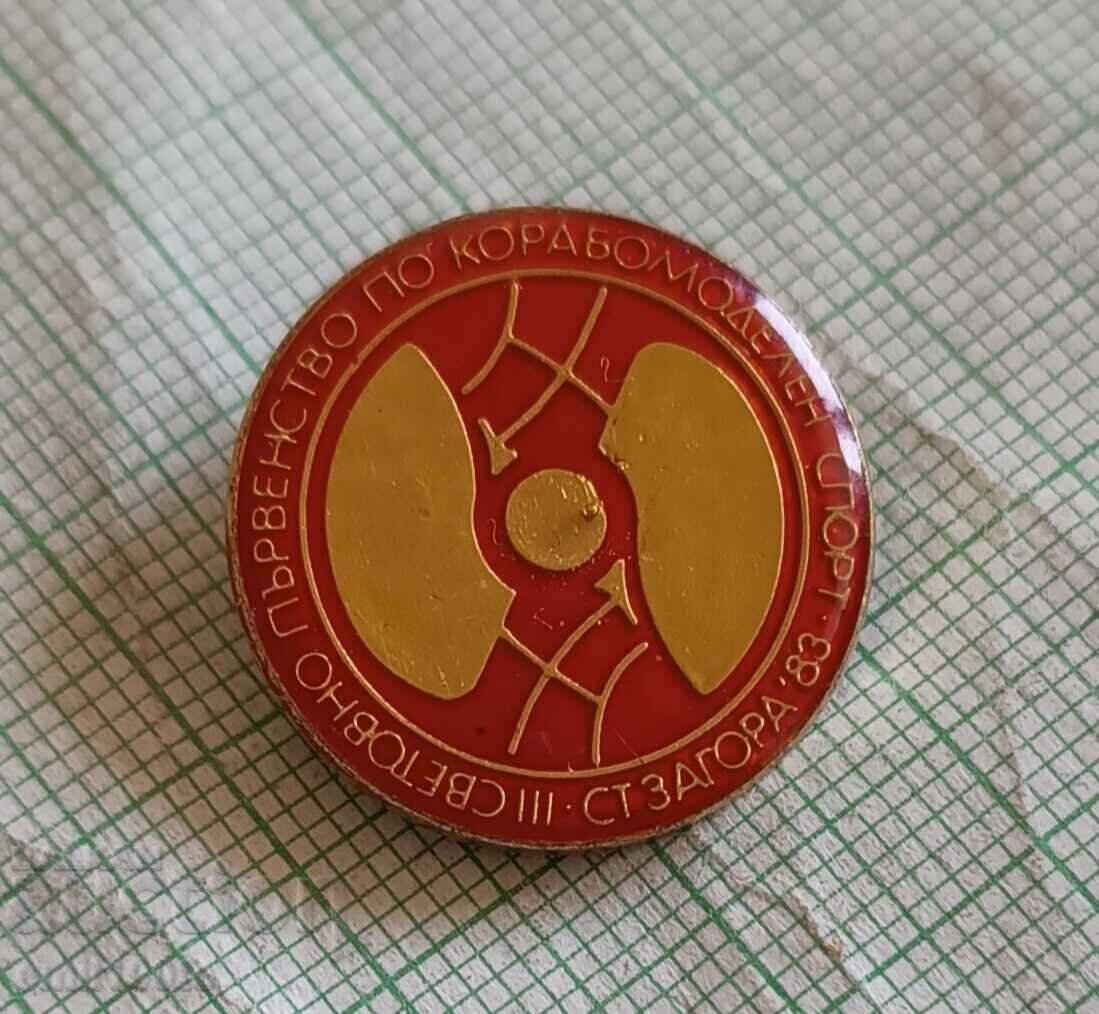 III СВЕТОВНО ПЪРВЕНСТВО ПО КОРАБОМОДЕЛЕН СПОРТ · СТ ЗАГОРА '83 ·